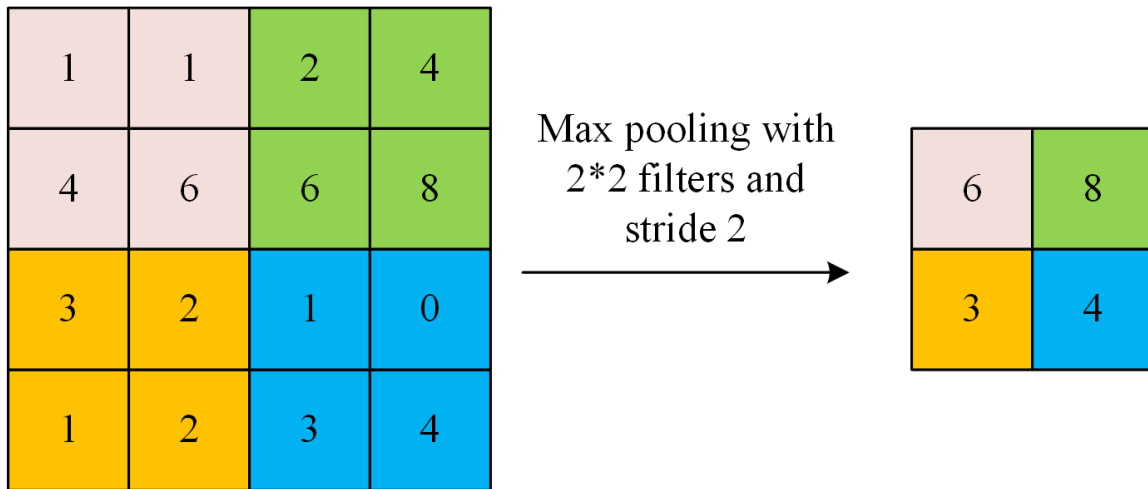 1 1 2 4
4 6 6 8
3 2 1 0
1 2 3 4
Max pooling with
2*2 filters and
stride 2
6 8
3 4